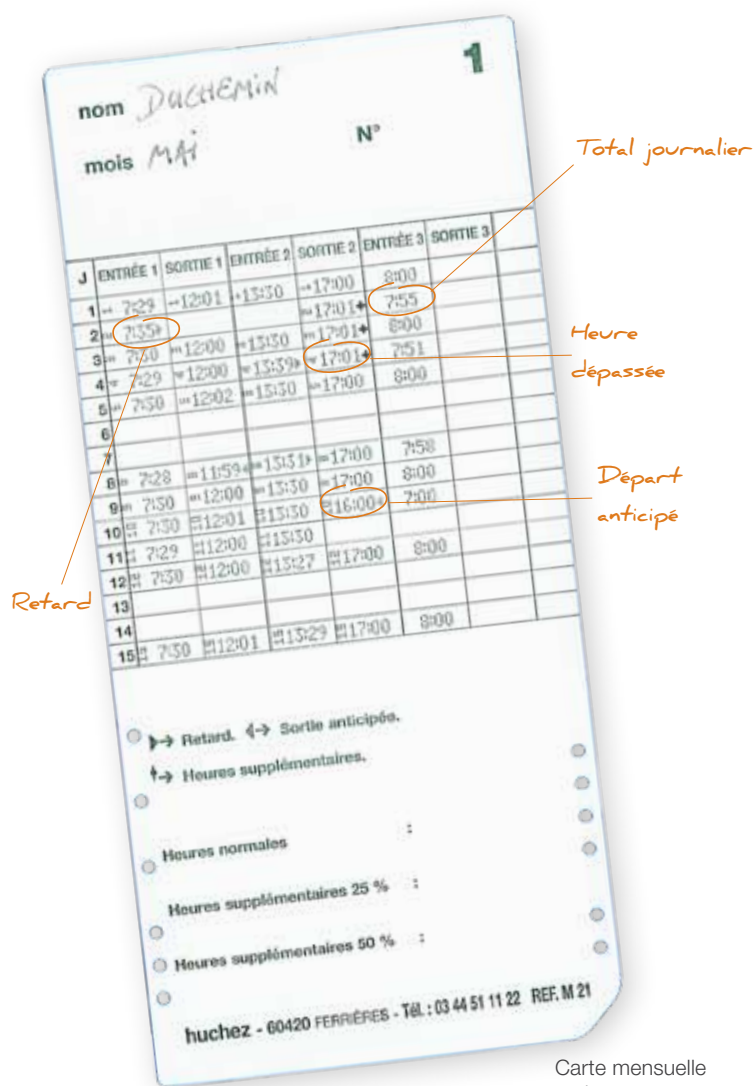 1
nom DUCHEMIN
mois MAI N°
Total journalier
J ENTRÉE 1 SORTIE 1 ENTRÉE 2 SORTIE 2 ENTRÉE 3 SORTIE 3
1 7:29 12:01 13:30 17:00 8:00
2 7:35 17:01 7:55
3 7:30 12:00 13:30 17:01 8:00
Heure
dépassée
4 7:29 12:00 13:39 17:01 7:51
5 7:30 12:02 13:30 17:00 8:00
6
7
8 7:28 11:59 13:31 17:00 7:58
9 7:30 12:00 13:30 17:00 8:00
Départ
anticipé
10 7:30 12:01 13:30 16:00 7:00
11 7:29 12:00 13:30
12 7:30 12:00 13:27 17:00 8:00
Retard
13
14
15 7:30 12:01 13:29 17:00 8:00
Retard. Sortie anticipée.
Heures supplémentaires.
Heures normales :
Heures supplémentaires 25 % :
Heures supplémentaires 50 % :
huchez - 60420 FERRIÈRES - Tél. : 03 44 51 11 22 REF. M 21
Carte mensuelle